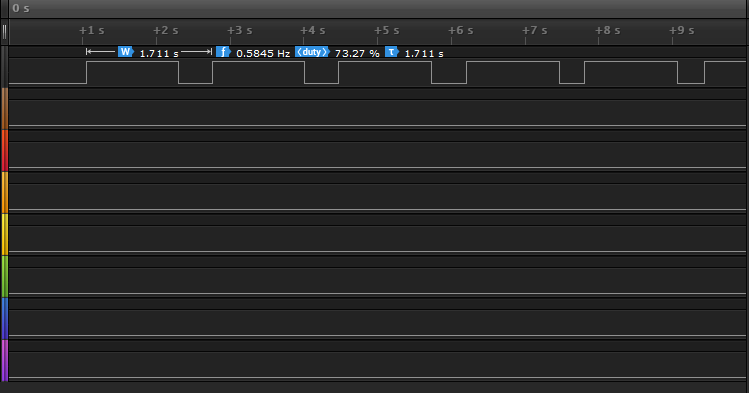 0 s
+1 s +2 s +3 s +4 s +5 s +6 s +7 s +8 s +9 s
W 1.711 s f 0.5845 Hz ⟨duty⟩ 73.27 % τ 1.711 s